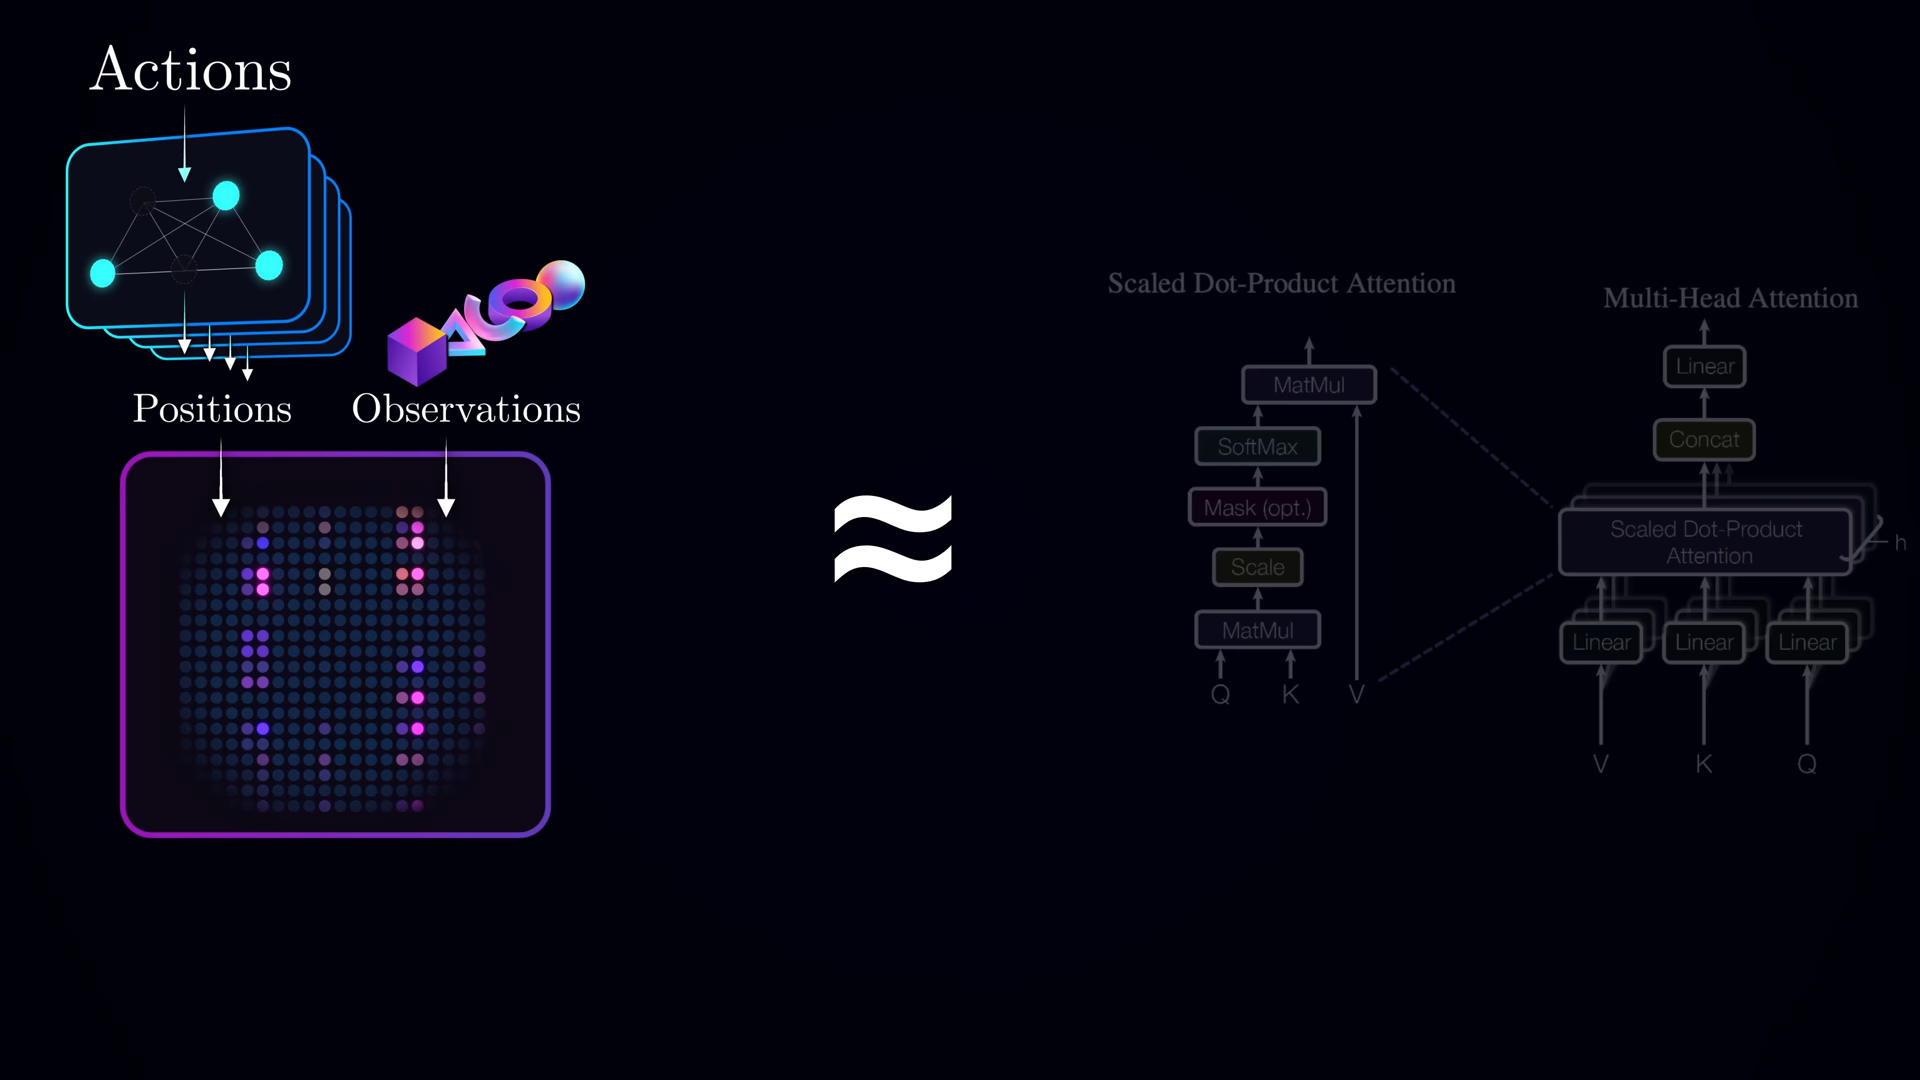 Actions
Positions
Observations
≈
Scaled Dot-Product Attention
MatMul
SoftMax
Mask (opt.)
Scale
MatMul
Q
K
V
Multi-Head Attention
Linear
Concat
Scaled Dot-Product
Attention
h
Linear
Linear
Linear
V
K
Q